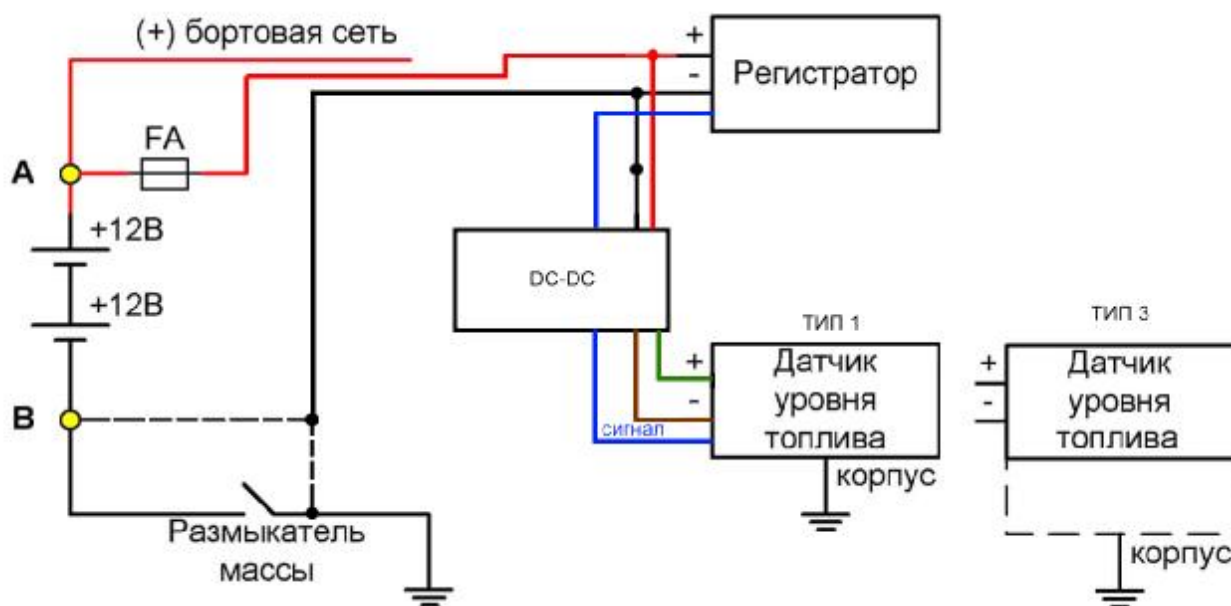 (+) бортовая сеть
+
-
Регистратор
FA
A
+12В
+12В
DC-DC
ТИП 1
ТИП 3
+
-
Датчик
уровня
топлива
+
-
Датчик
уровня
топлива
B
сигнал
корпус
корпус
Размыкатель
массы